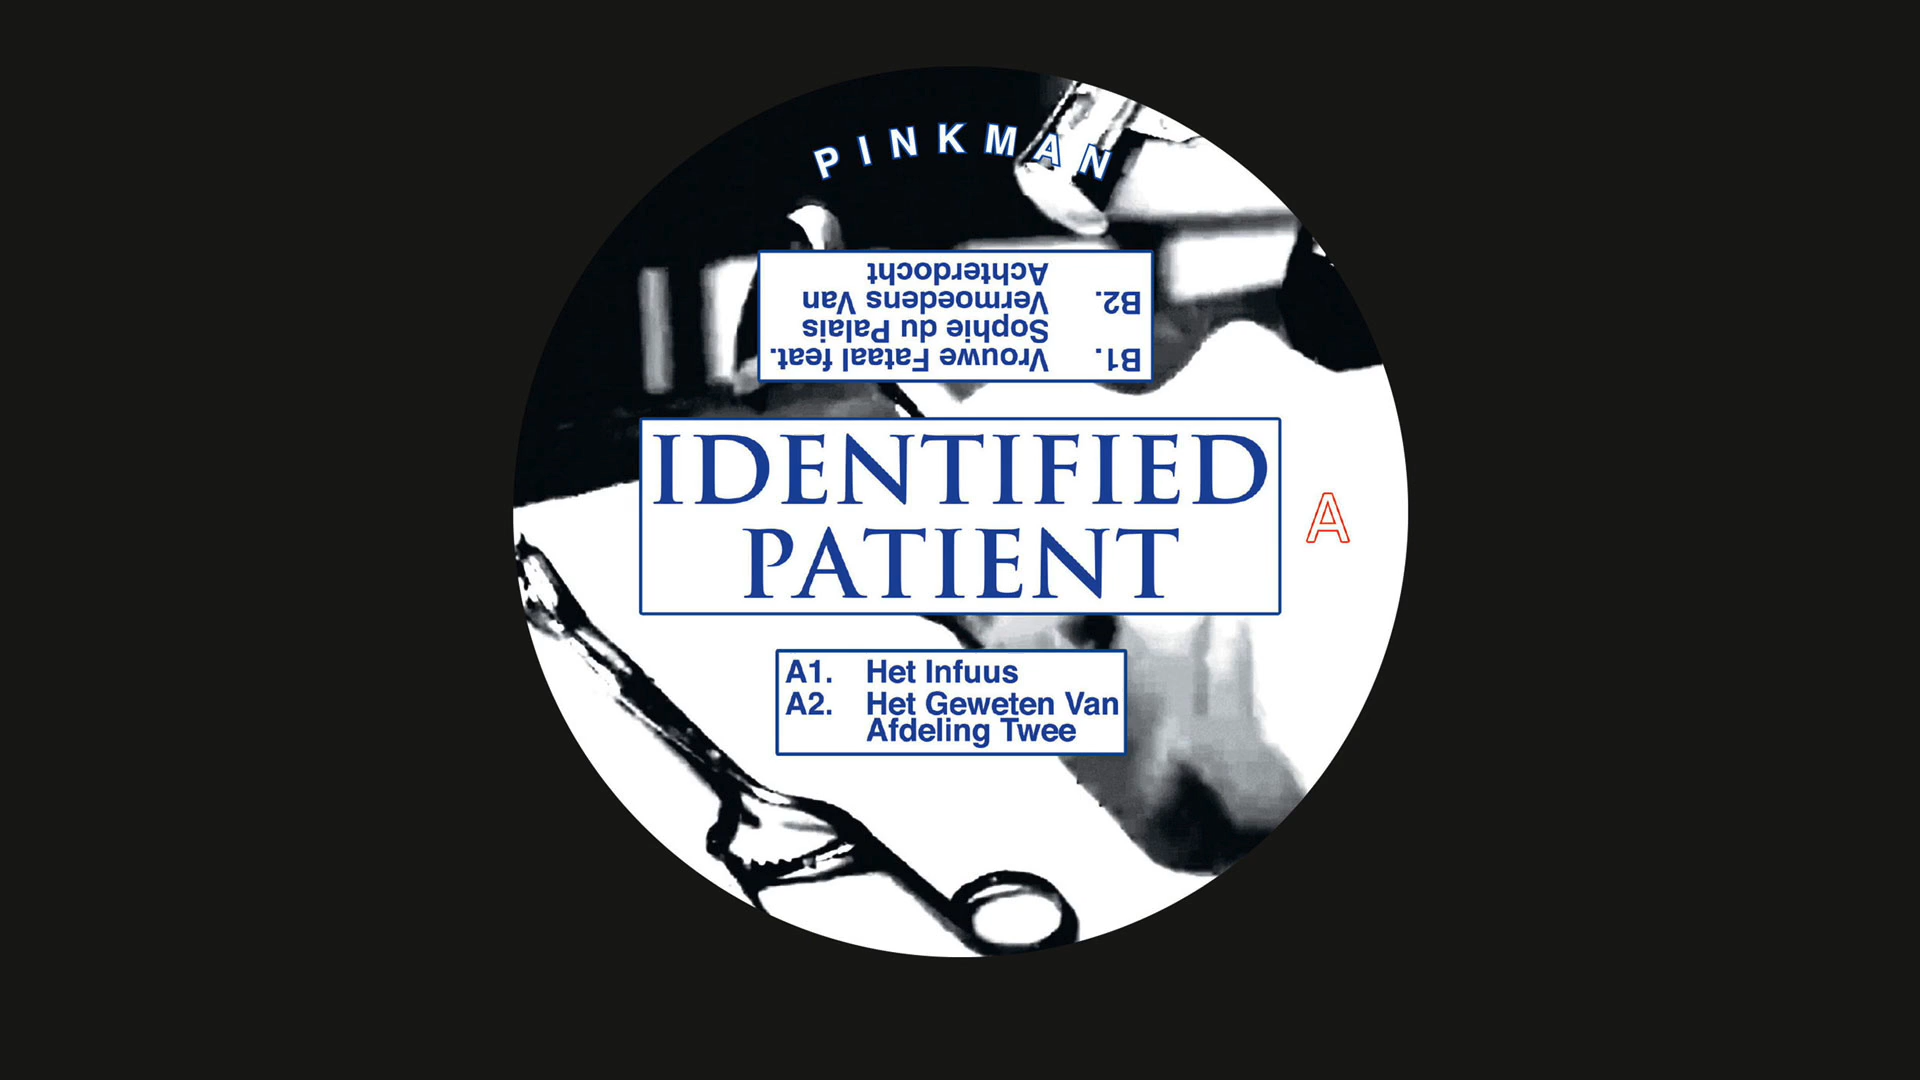 PINKMAN
B1. Vrouwe Fataal feat.
Sophie du Palais
B2. Vermoedens Van
Achterdocht
IDENTIFIED
PATIENT
A
A1. Het Infuus
A2. Het Geweten Van
Afdeling Twee